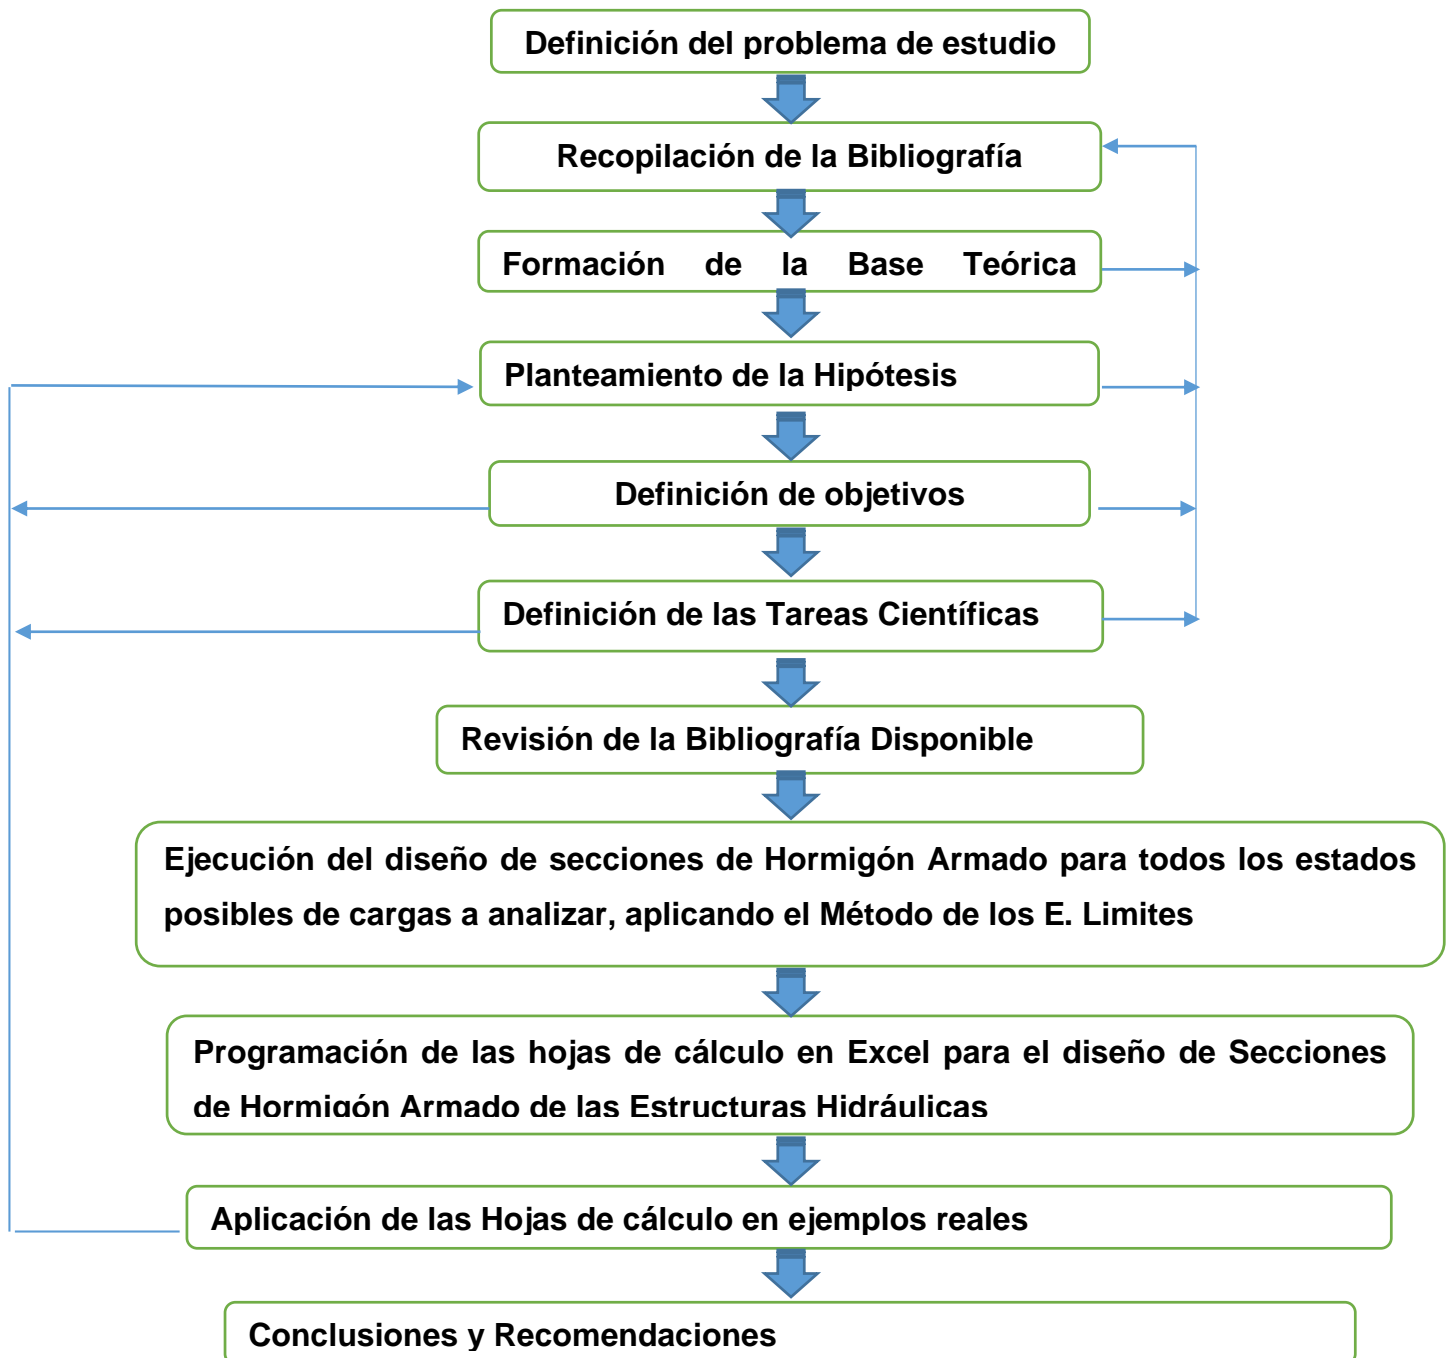 Definición del problema de estudio
Recopilación de la Bibliografía
Formación de la Base Teórica
Planteamiento de la Hipótesis
Definición de objetivos
Definición de las Tareas Científicas
Revisión de la Bibliografía Disponible
Ejecución del diseño de secciones de Hormigón Armado para todos los estados
posibles de cargas a analizar, aplicando el Método de los E. Limites
Programación de las hojas de cálculo en Excel para el diseño de Secciones
de Hormigón Armado de las Estructuras Hidráulicas
Aplicación de las Hojas de cálculo en ejemplos reales
Conclusiones y Recomendaciones